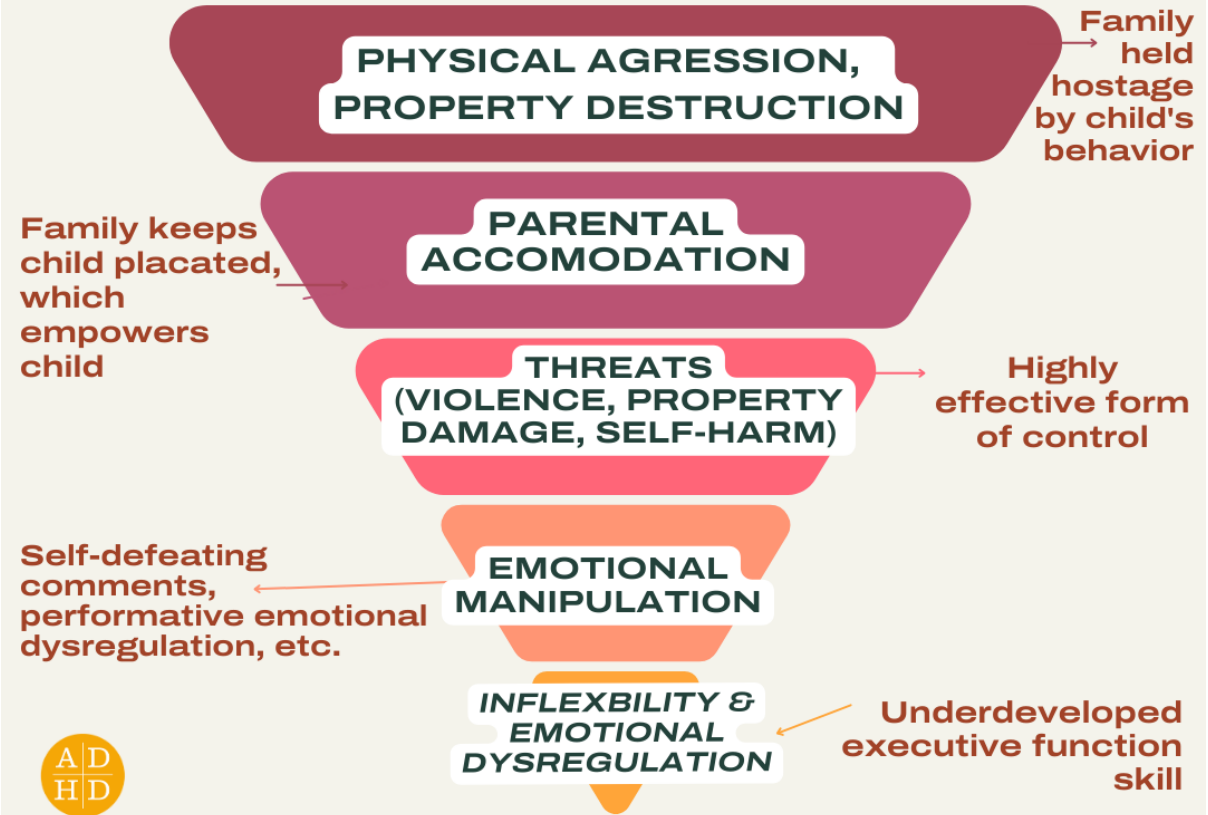 PHYSICAL AGRESSION,
PROPERTY DESTRUCTION
Family
held
hostage
by child's
behavior
PARENTAL
ACCOMODATION
Family keeps
child placated,
which
empowers
child
THREATS
(VIOLENCE, PROPERTY
DAMAGE, SELF-HARM)
Highly
effective form
of control
EMOTIONAL
MANIPULATION
Self-defeating
comments,
performative emotional
dysregulation, etc.
INFLEXBILITY &
EMOTIONAL
DYSREGULATION
Underdeveloped
executive function
skill
A D
H D